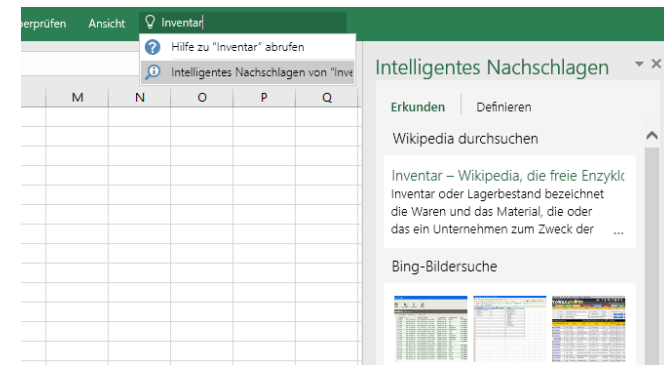 Ansicht
Inventar
Hilfe zu "Inventar" abrufen
Intelligentes Nachschlagen von "Inve
M N O P Q
Intelligentes Nachschlagen
Erkunden Definieren
Wikipedia durchsuchen
Inventar – Wikipedia, die freie Enzyklo
Inventar oder Lagerbestand bezeichnet
die Waren und das Material, die oder
das ein Unternehmen zum Zweck der ...
Bing-Bildersuche